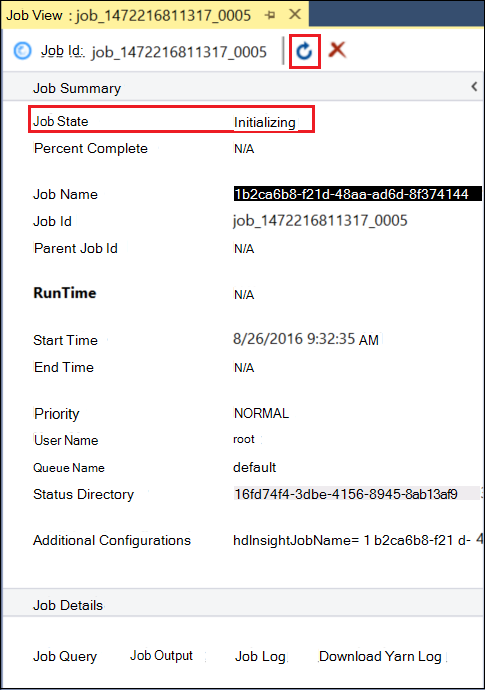 Job View : job_1472216811317_0005
Job Id: job_1472216811317_0005
Job Summary
Job State Initializing
Percent Complete N/A
Job Name 1b2ca6b8-f21d-48aa-ad6d-8f374144
Job Id job_1472216811317_0005
Parent Job Id N/A
RunTime N/A
Start Time 8/26/2016 9:32:35 AM
End Time N/A
Priority NORMAL
User Name root
Queue Name default
Status Directory 16fd74f4-3dbe-4156-8945-8ab13af9
Additional Configurations hdInsightJobName= 1 b2ca6b8-f21 d- 4
Job Details
Job Query Job Output Job Log Download Yarn Log